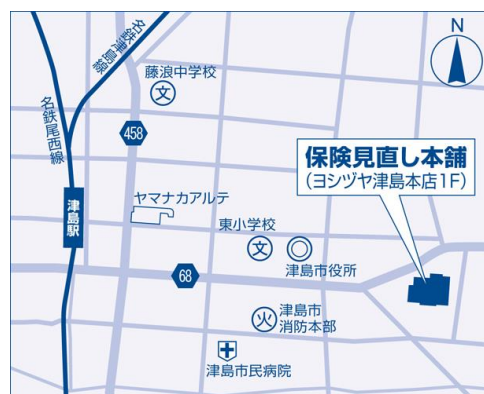 名鉄津島線
N
藤浪中学校
文
名鉄尾西線
458
保険見直し本舗
(ヨシヅヤ津島本店1F)
ヤマナカアルテ
津島駅
東小学校
文
津島市役所
68
火
津島市
消防本部
津島市民病院